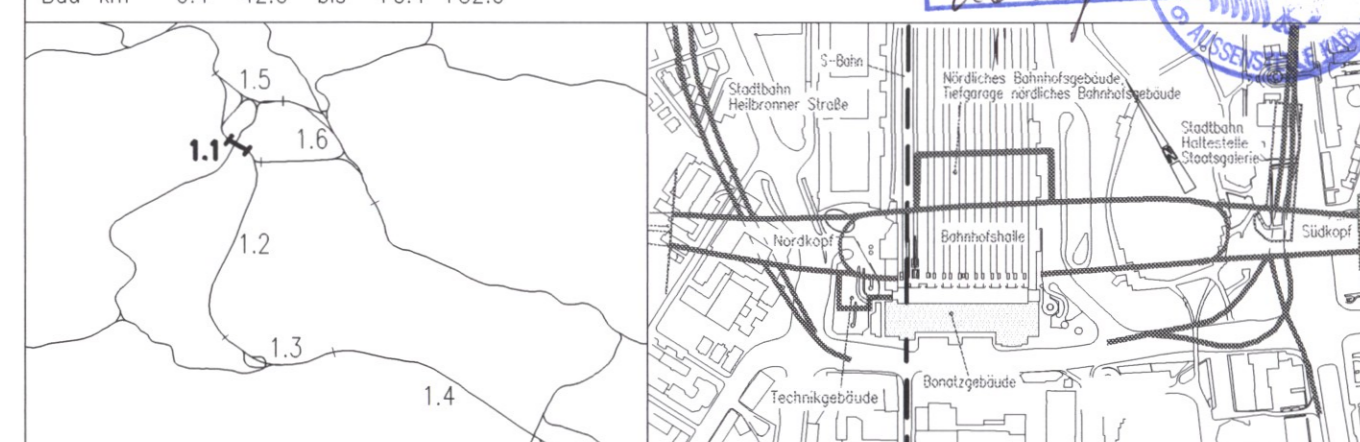 1.5
1.6
1.1
1.2
1.3
1.4
S-Bahn
Stadtbahn
Heilbronner Straße
Nördliches Bahnhofsgebäude,
Tiefgarage nördliches Bahnhofsgebäude
Stadtbahn
Haltestelle
Staatsgalerie
Nordkopf
Bahnhofshalle
Südkopf
Technikgebäude
Bonatzgebäude
AUSSENSTELLE